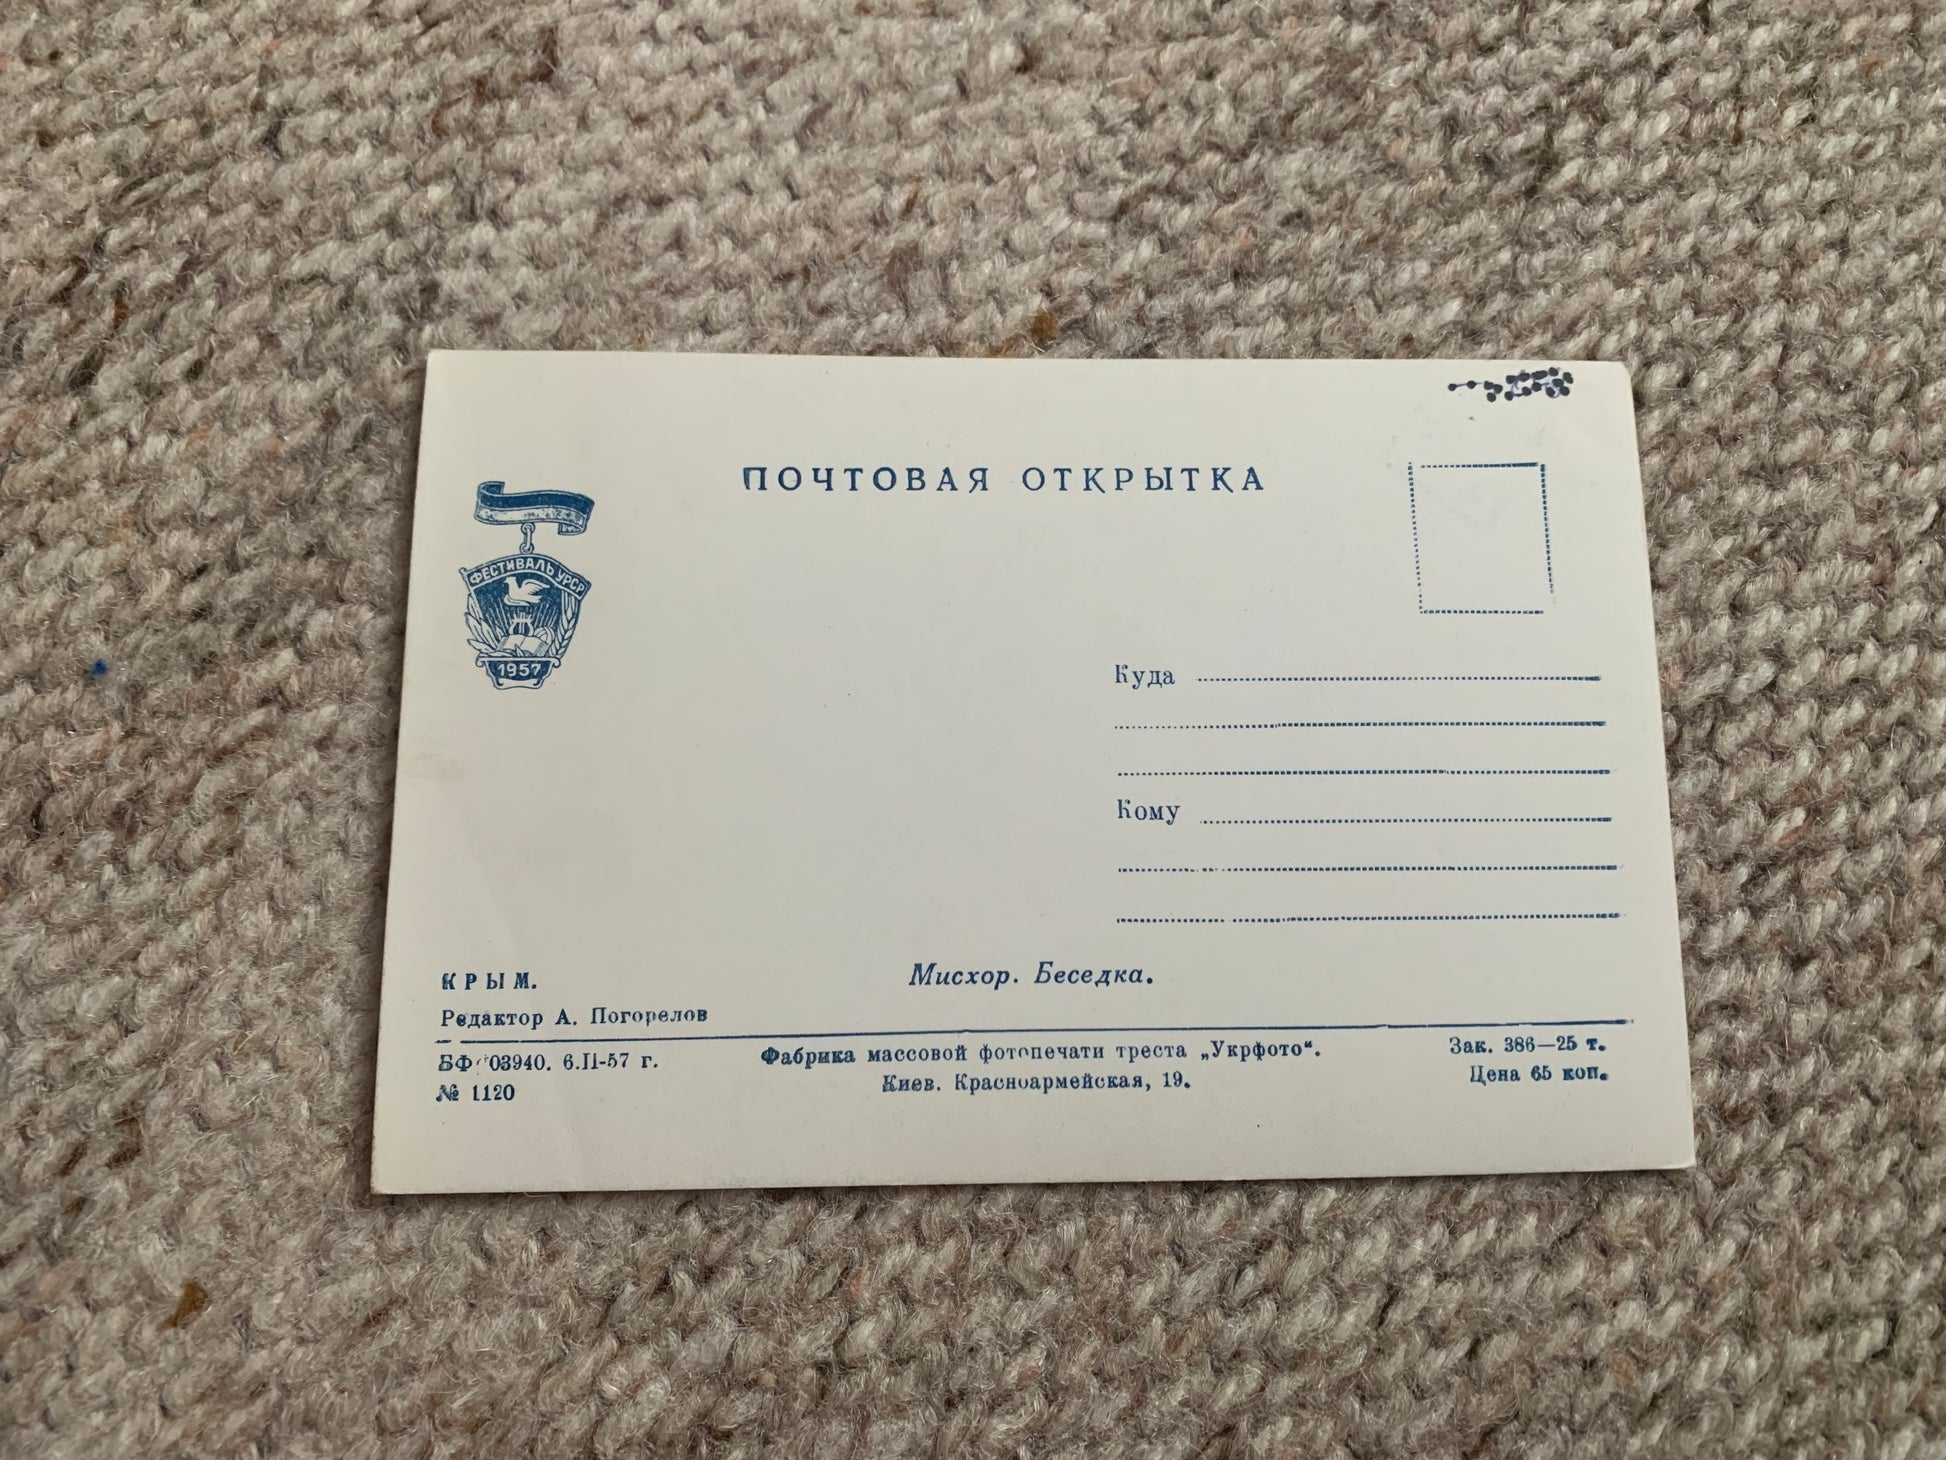 ПОЧТОВАЯ ОТКРЫТКА
ФЕСТИВАЛЬ УРСР
1957
Куда
Кому
КРЫМ.
Мисхор. Беседка.
Редактор А. Погорелов
БФ 03940. 6.II-57 г.
№ 1120
Фабрика массовой фотопечати треста „Укрфото“.
Киев. Красноармейская, 19.
Зак. 386—25 т.
Цена 65 коп.